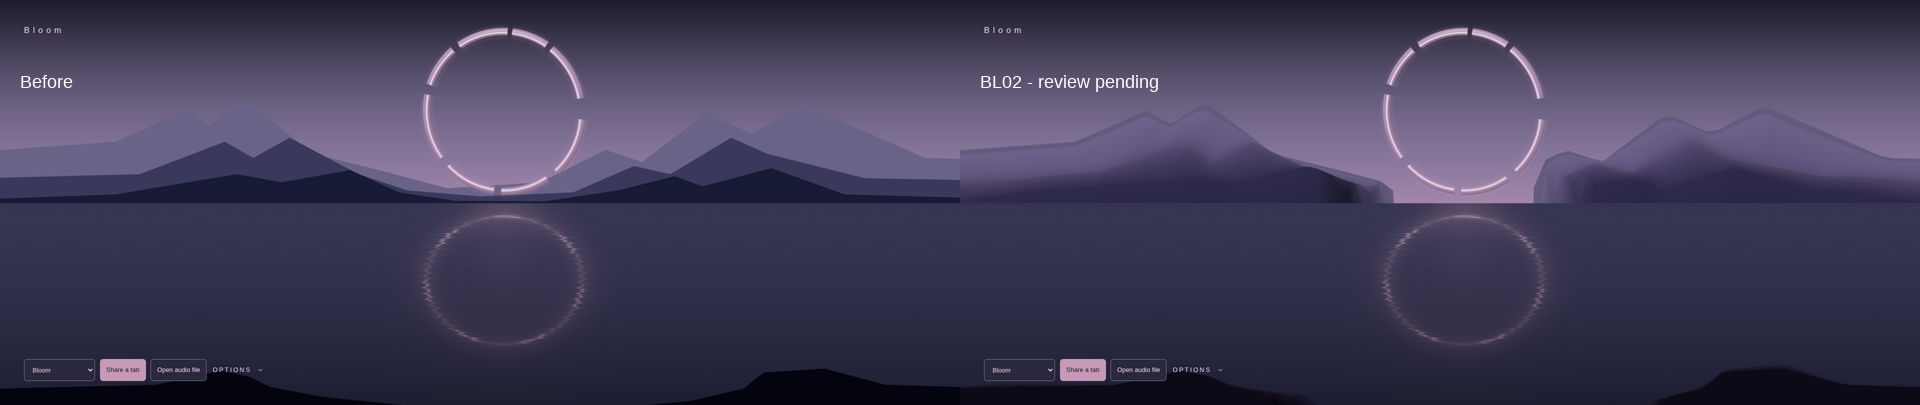 Bloom
Before
Bloom
Share a tab
Open audio file
OPTIONS
Bloom
BL02 - review pending
Bloom
Share a tab
Open audio file
OPTIONS